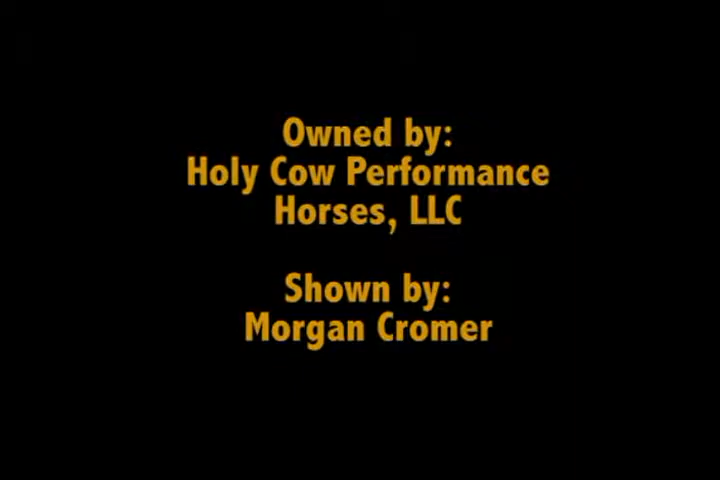 Owned by:
Holy Cow Performance
Horses, LLC
Shown by:
Morgan Cromer